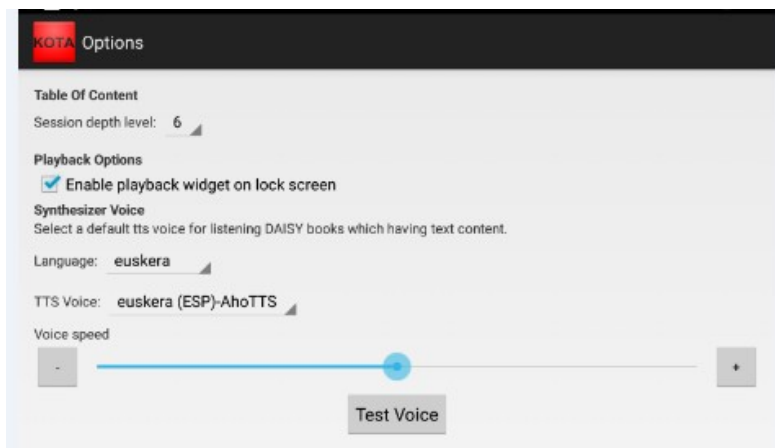 KOTA Options
Table Of Content
Session depth level: 6
Playback Options
Enable playback widget on lock screen
Synthesizer Voice
Select a default tts voice for listening DAISY books which having text content.
Language: euskera
TTS Voice: euskera (ESP)-AhoTTS
Voice speed
- +
Test Voice